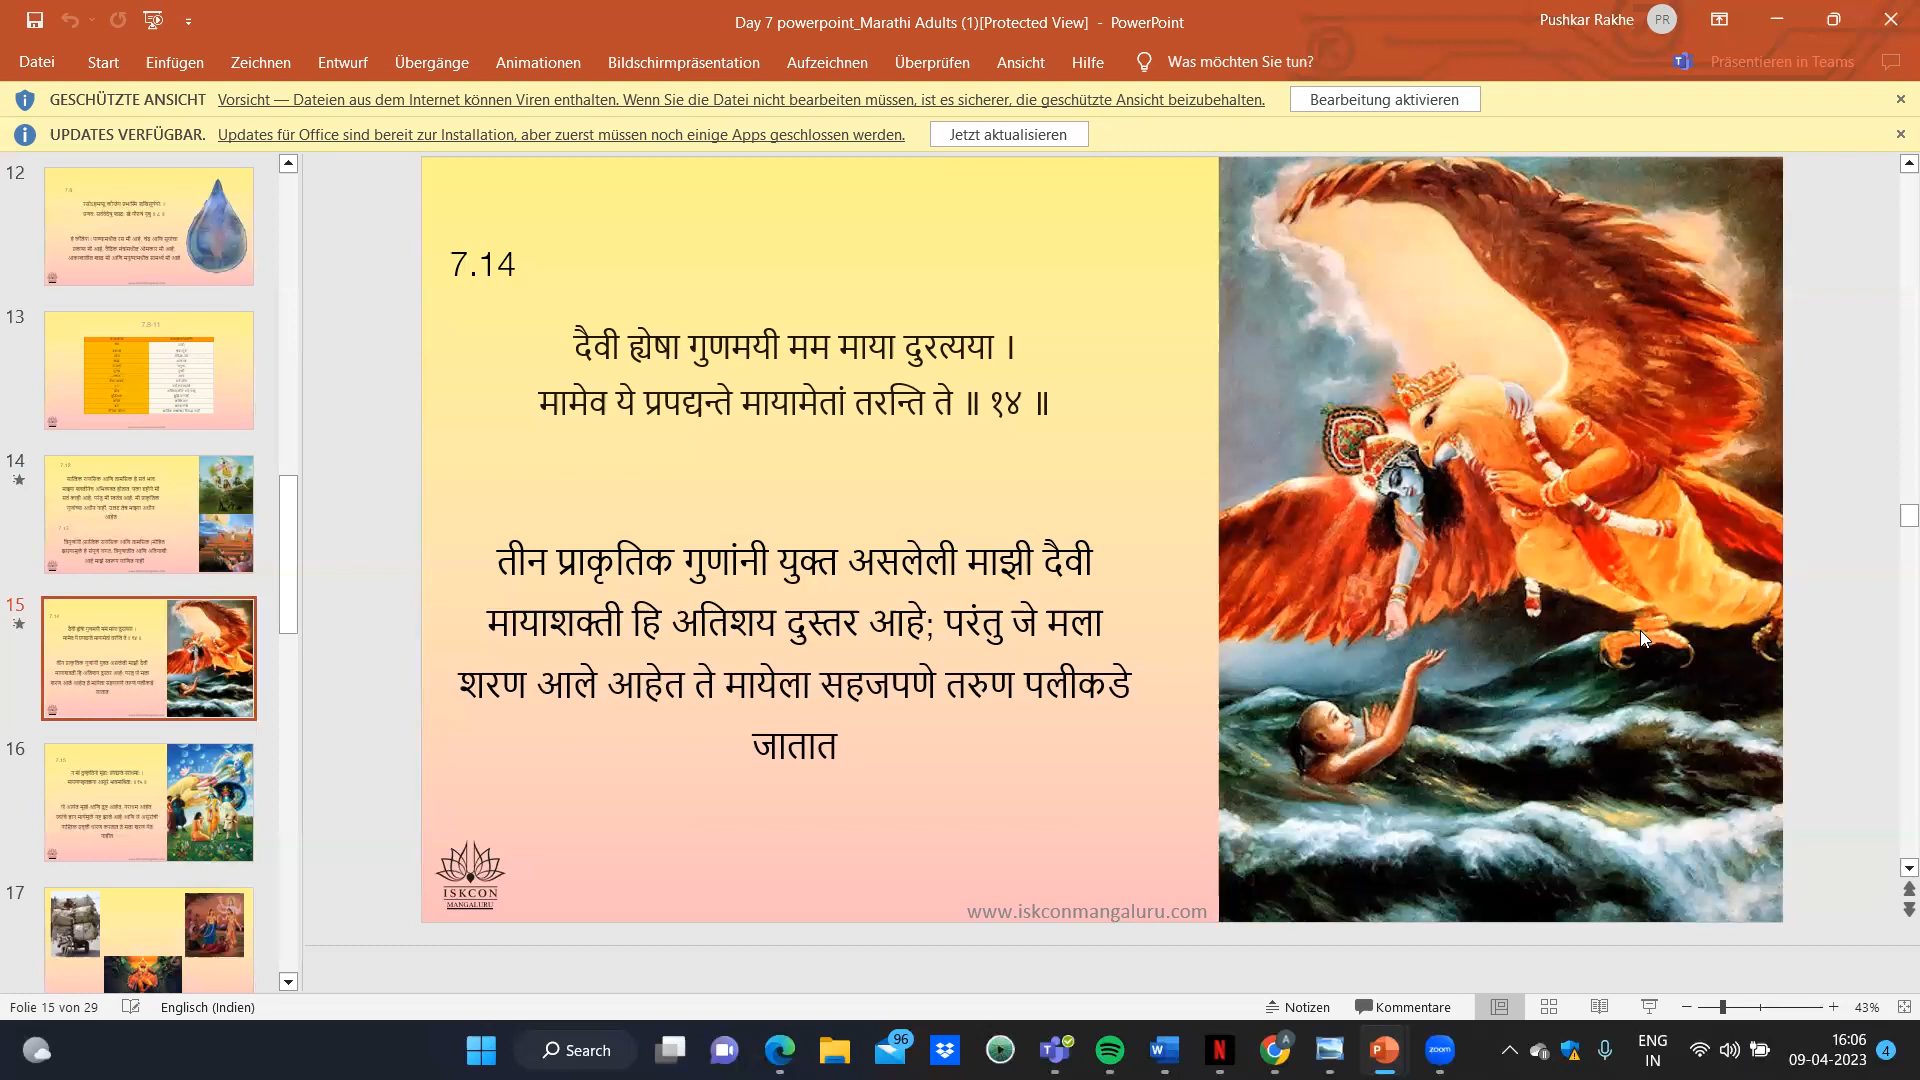 Day 7 powerpoint_Marathi Adults (1)[Protected View] - PowerPoint
Pushkar Rakhe
PR
Datei Start Einfügen Zeichnen Entwurf Übergänge Animationen Bildschirmpräsentation Aufzeichnen Überprüfen Ansicht Hilfe Was möchten Sie tun? Präsentieren in Teams
GESCHÜTZTE ANSICHT Vorsicht — Dateien aus dem Internet können Viren enthalten. Wenn Sie die Datei nicht bearbeiten müssen, ist es sicherer, die geschützte Ansicht beizubehalten. Bearbeitung aktivieren
UPDATES VERFÜGBAR. Updates für Office sind bereit zur Installation, aber zuerst müssen noch einige Apps geschlossen werden. Jetzt aktualisieren
12
13
14
15
16
17
7.14
दैवी ह्येषा गुणमयी मम माया दुरत्यया ।
मामेव ये प्रपद्यन्ते मायामेतां तरन्ति ते ॥ १४ ॥
तीन प्राकृतिक गुणांनी युक्त असलेली माझी दैवी
मायाशक्ती हि अतिशय दुस्तर आहे; परंतु जे मला
शरण आले आहेत ते मायेला सहजपणे तरुण पलीकडे
जातात
ISKCON
MANGALURU
www.iskconmangaluru.com
Folie 15 von 29
Englisch (Indien)
Notizen
Kommentare
43%
Search
96
zoom
ENG
IN
16:06
09-04-2023
4